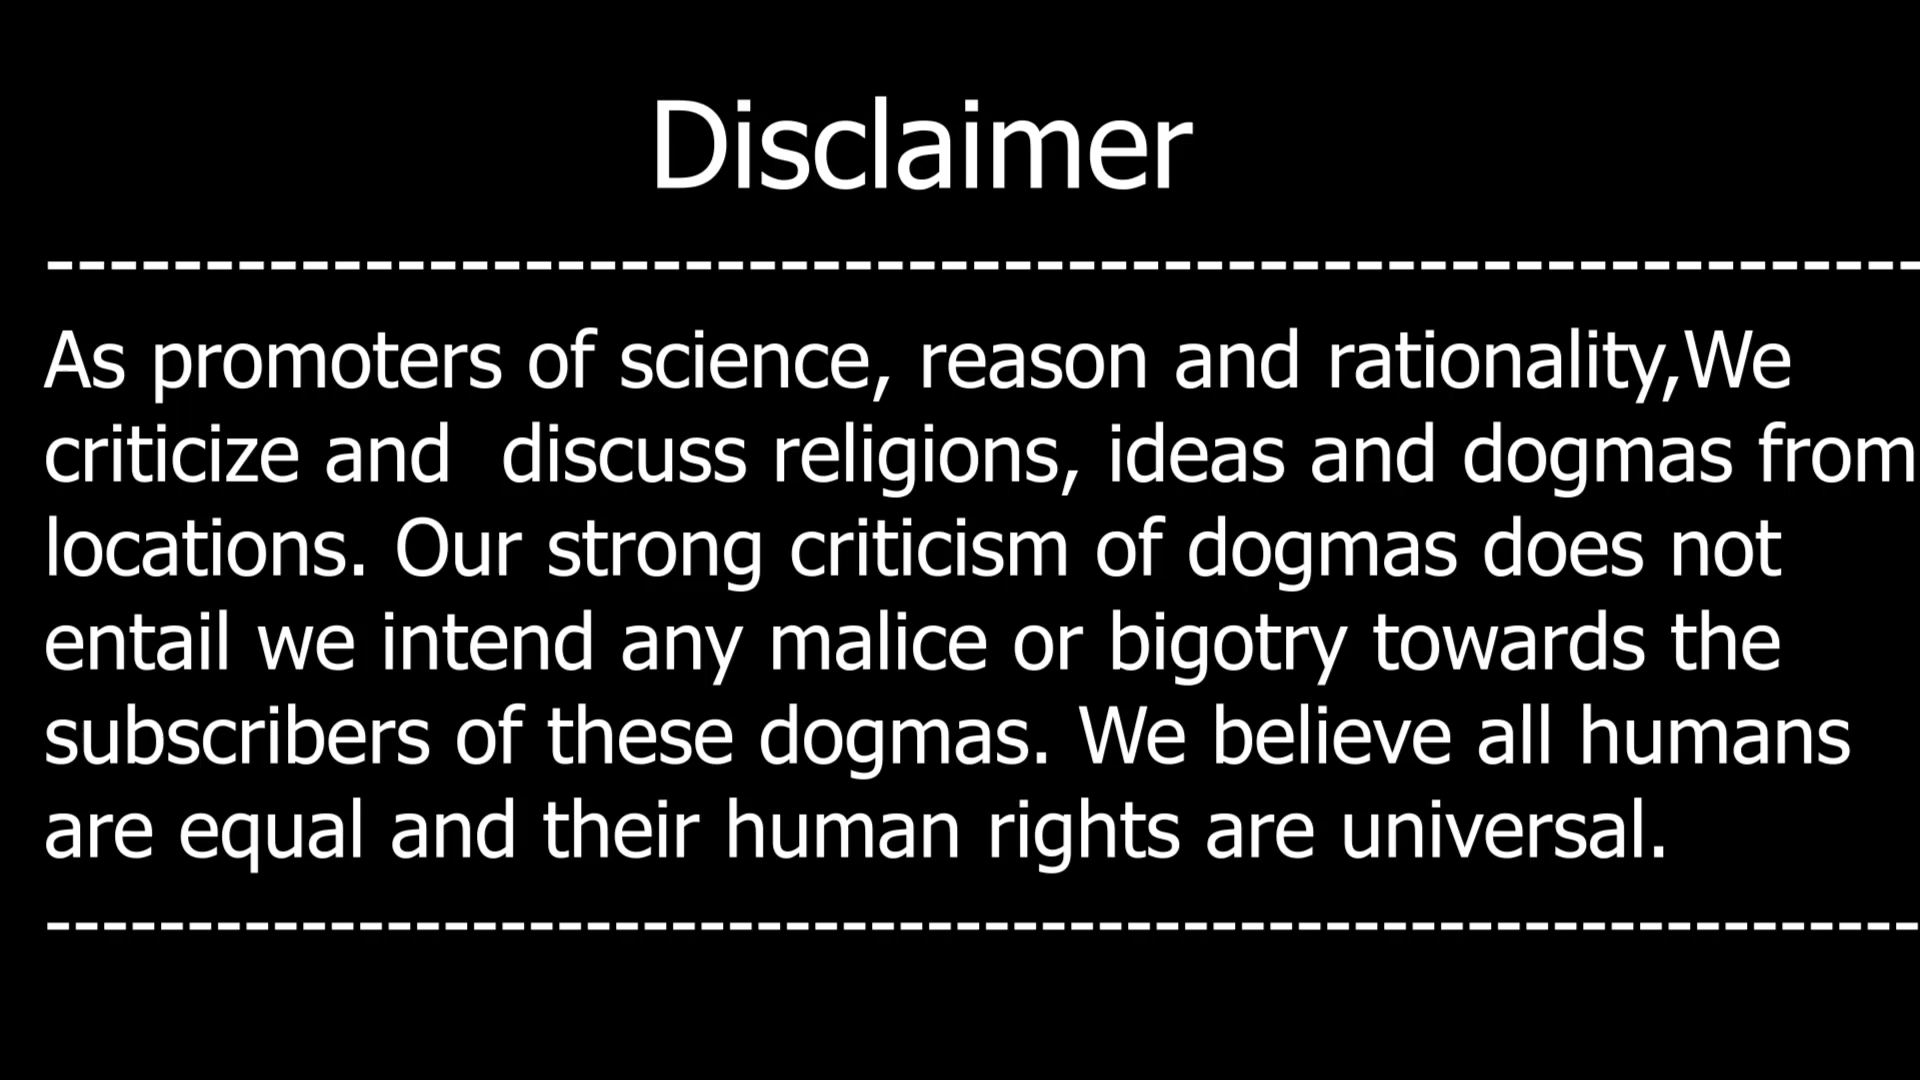 Disclaimer
------------------------------------------------------------
As promoters of science, reason and rationality,We
criticize and  discuss religions, ideas and dogmas from
locations. Our strong criticism of dogmas does not
entail we intend any malice or bigotry towards the
subscribers of these dogmas. We believe all humans
are equal and their human rights are universal.
------------------------------------------------------------------